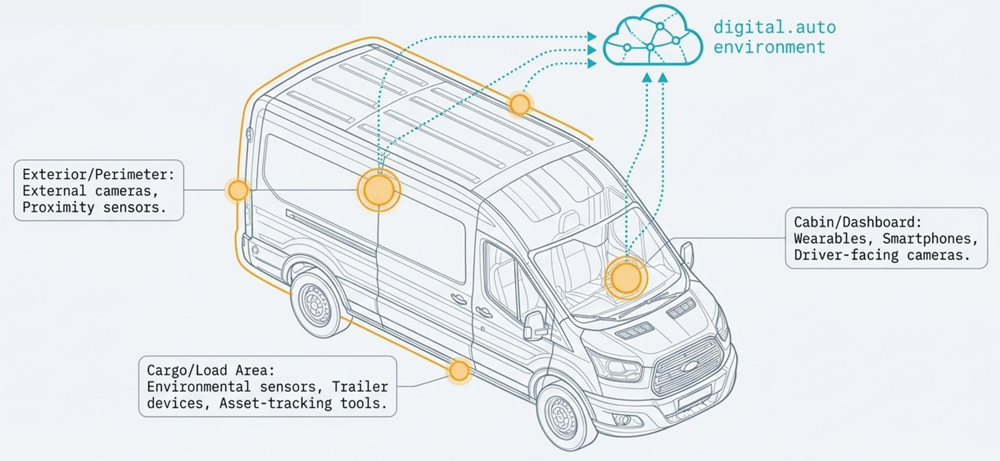 digital.auto
environment
Exterior/Perimeter:
External cameras,
Proximity sensors.
Cabin/Dashboard:
Wearables, Smartphones,
Driver-facing cameras.
Cargo/Load Area:
Environmental sensors, Trailer
devices, Asset-tracking tools.